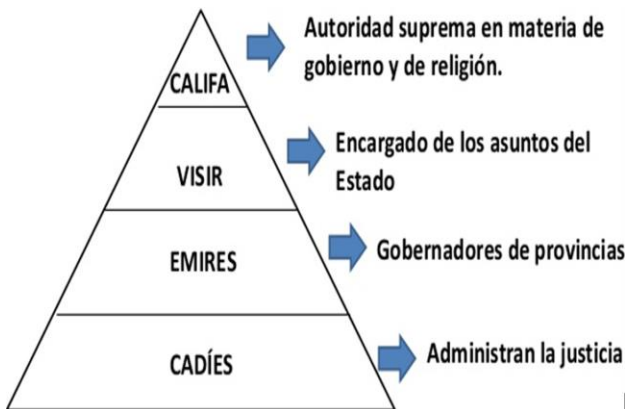 CALIFA
Autoridad suprema en materia de
gobierno y de religión.
VISIR
Encargado de los asuntos del
Estado
EMIRES
Gobernadores de provincias
CADÍES
Administran la justicia